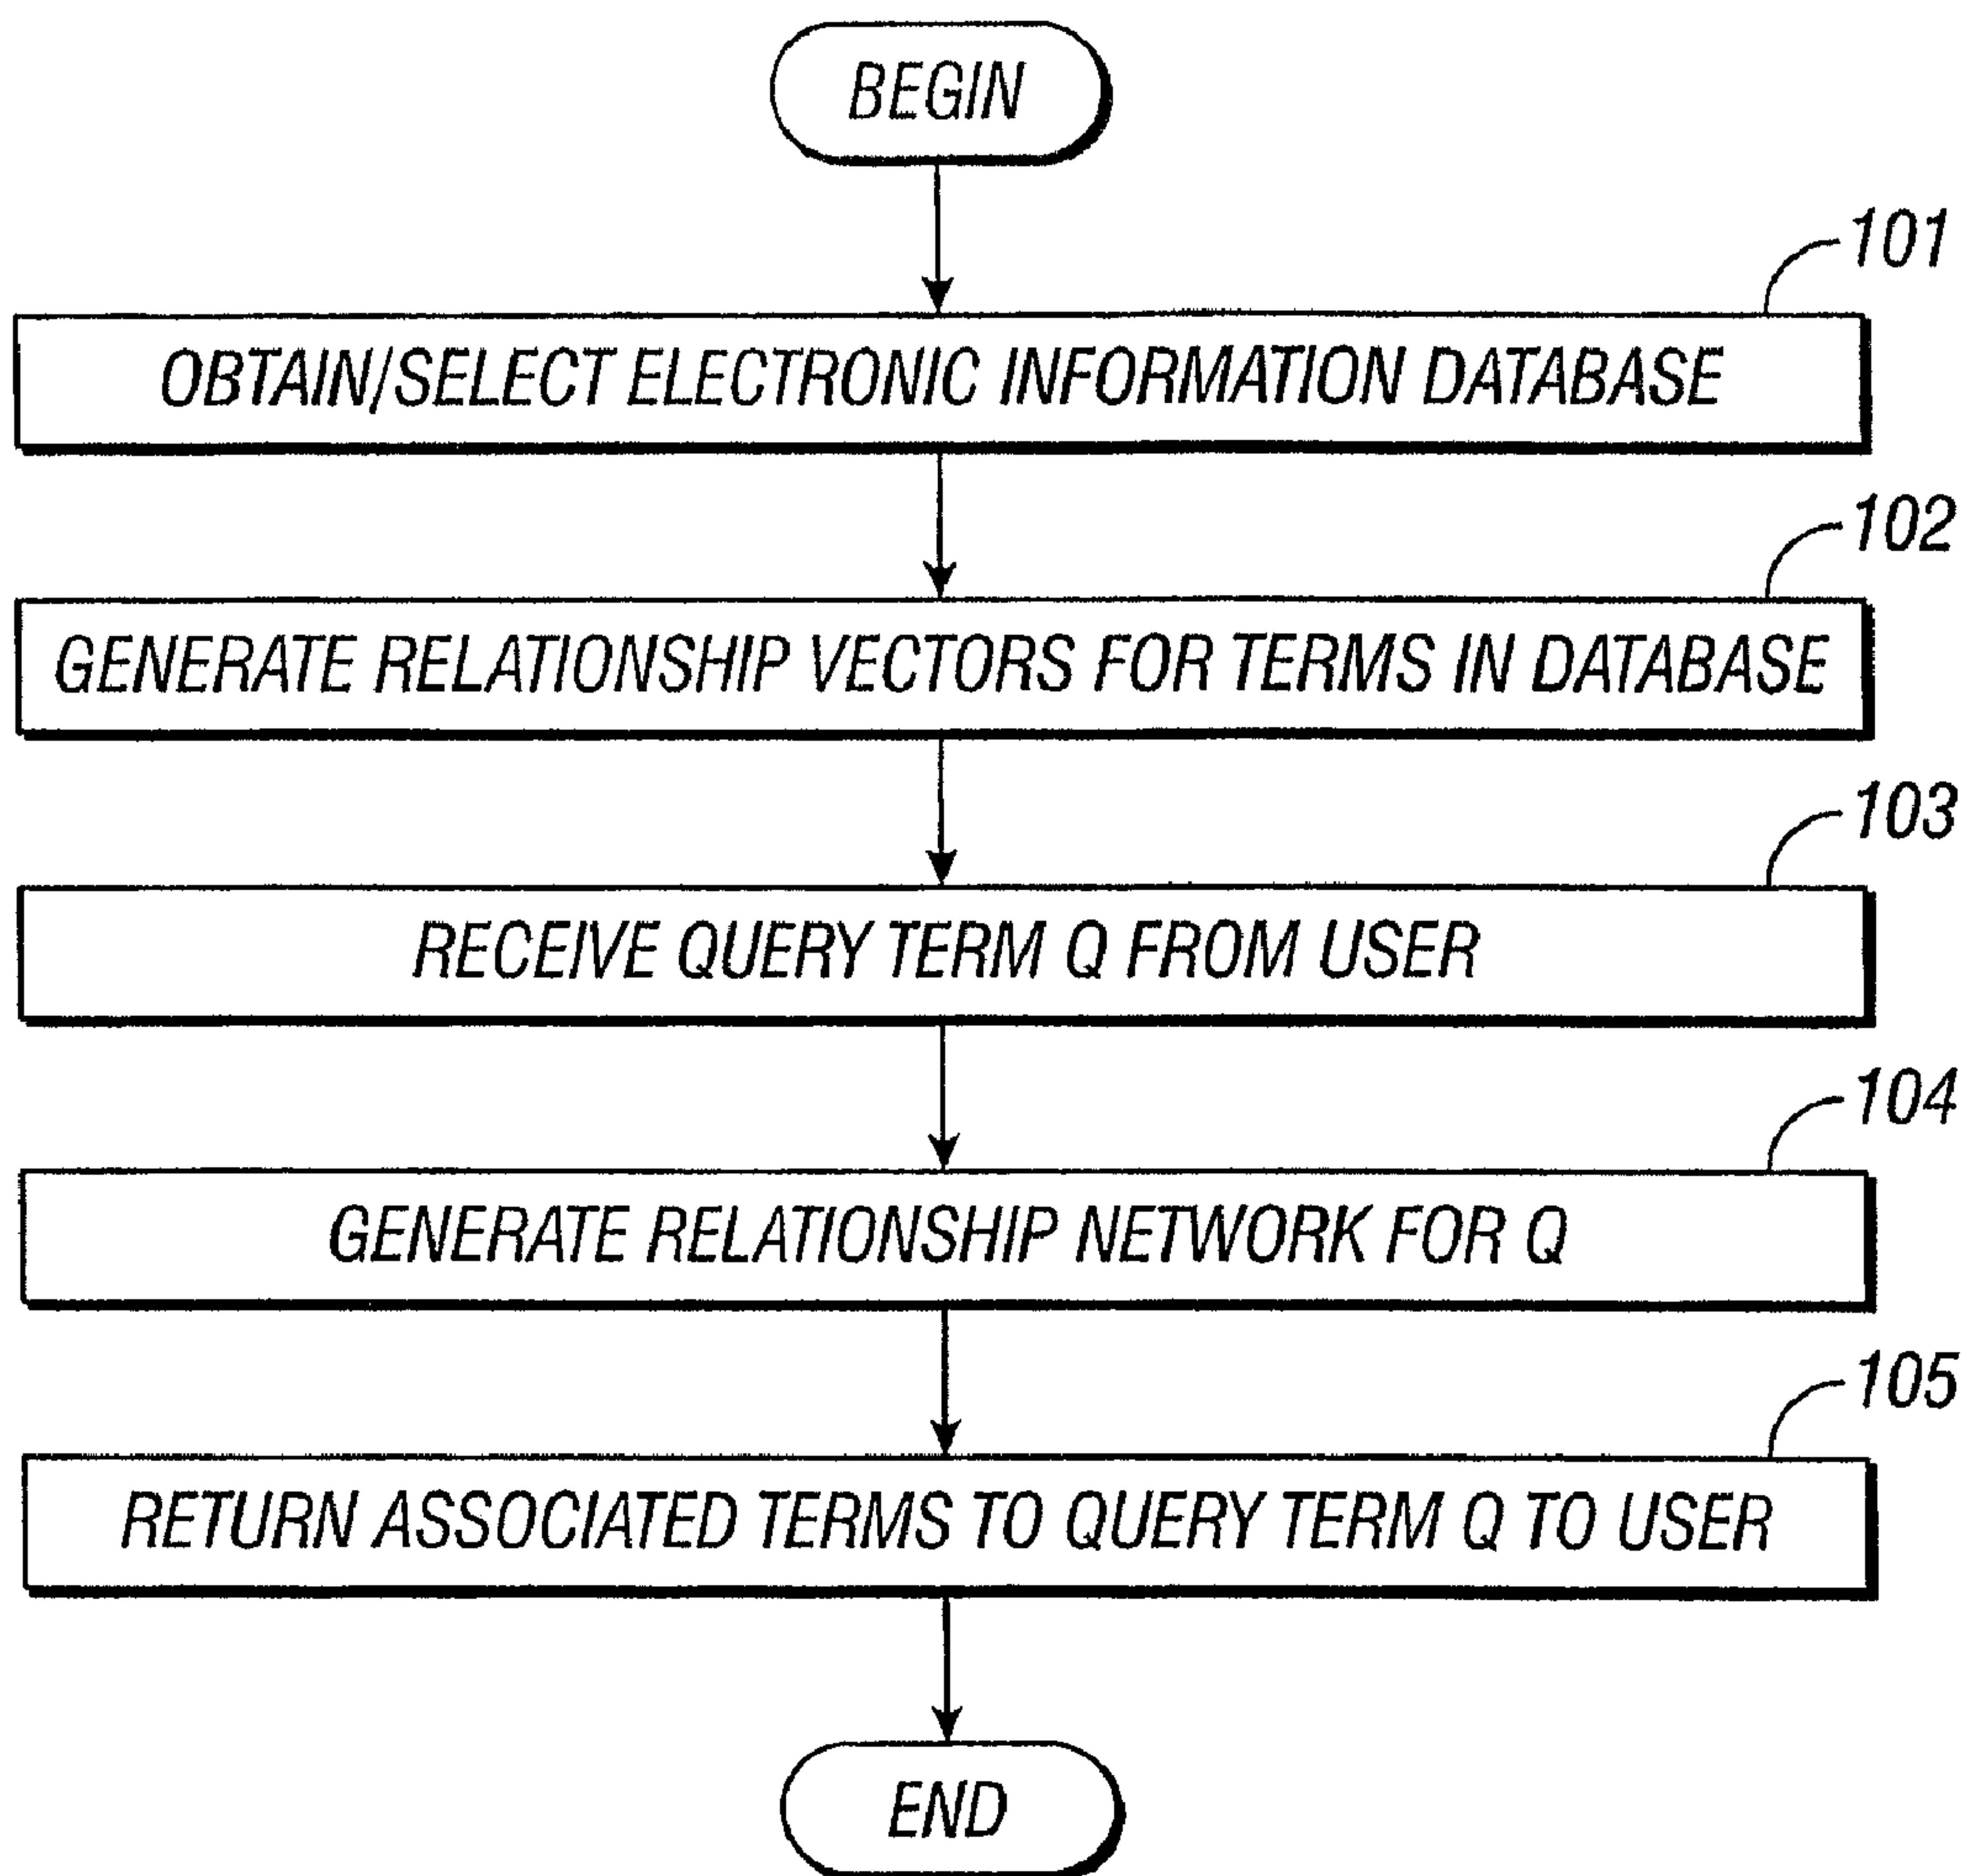 BEGIN
101
OBTAIN/SELECT ELECTRONIC INFORMATION DATABASE
102
GENERATE RELATIONSHIP VECTORS FOR TERMS IN DATABASE
103
RECEIVE QUERY TERM Q FROM USER
104
GENERATE RELATIONSHIP NETWORK FOR Q
105
RETURN ASSOCIATED TERMS TO QUERY TERM Q TO USER
END